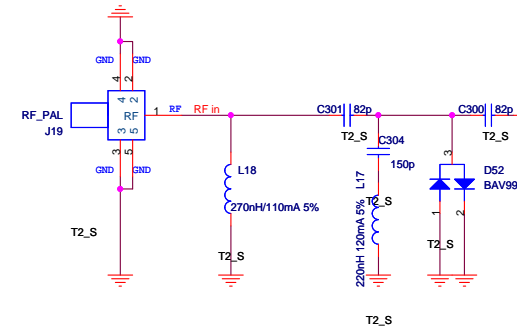 GND
GND
4
2
RF_PAL
J19
4 2
RF
3 5
1
RF
RF in
C301
82p
C300
82p
T2_S
T2_S
3
5
GND
GND
C304
150p
3
D52
BAV99
L18
270nH/110mA 5%
L17
220nH 120mA 5%
T2_S
1
2
T2_S
T2_S
T2_S
T2_S